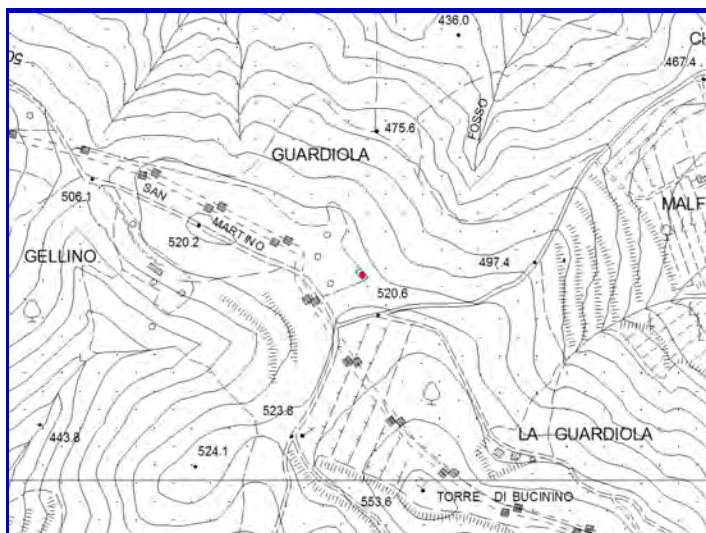 436.0
CH
467.4
50
475.6
FOSSO
GUARDIOLA
506.1
SAN
MARTINO
MALF
520.2
GELLINO
497.4
520.6
523.8
443.8
524.1
LA GUARDIOLA
553.6
TORRE DI BUCININO